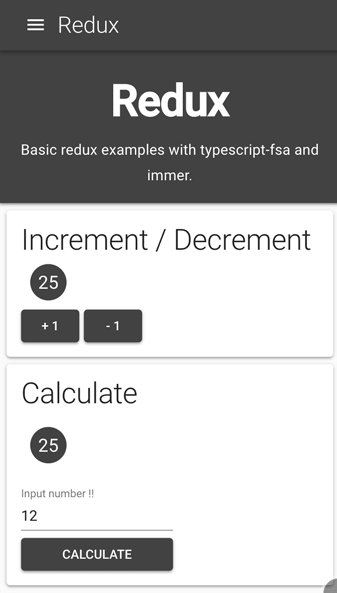 Redux
Redux
Basic redux examples with typescript-fsa and
immer.
Increment / Decrement
25
+ 1
- 1
Calculate
25
Input number !!
12
CALCULATE